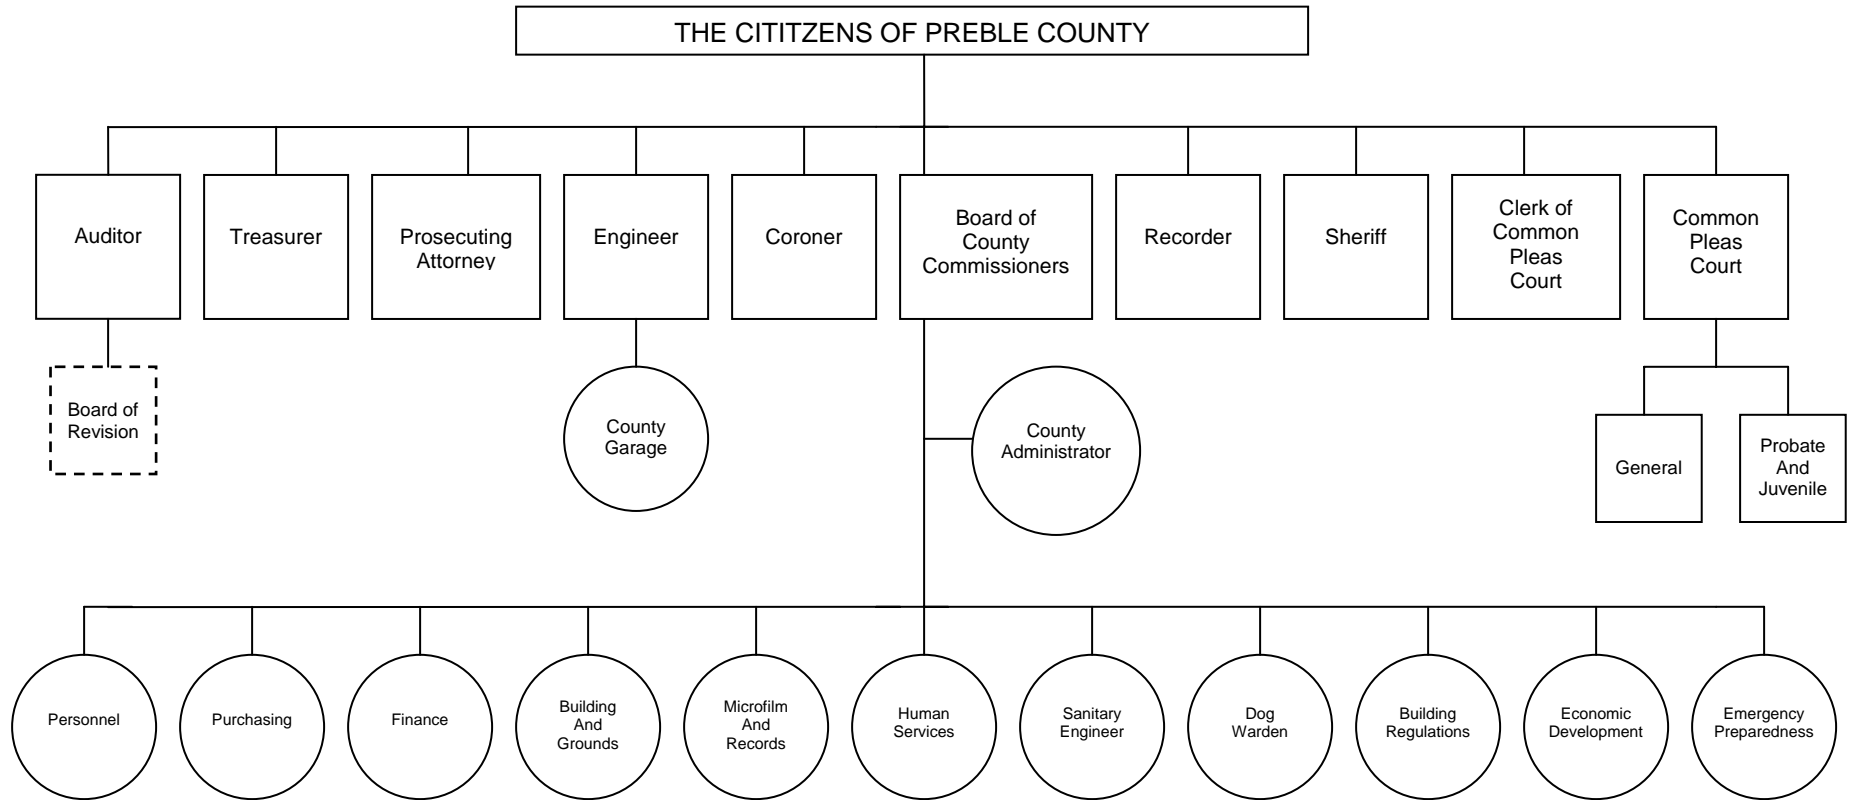 THE CITITZENS OF PREBLE COUNTY
Auditor
Treasurer
Prosecuting
Attorney
Engineer
Coroner
Board of
County
Commissioners
Recorder
Sheriff
Clerk of
Common
Pleas
Court
Common
Pleas
Court
Board of
Revision
County
Garage
County
Administrator
General
Probate
And
Juvenile
Personnel
Purchasing
Finance
Building
And
Grounds
Microfilm
And
Records
Human
Services
Sanitary
Engineer
Dog
Warden
Building
Regulations
Economic
Development
Emergency
Preparedness